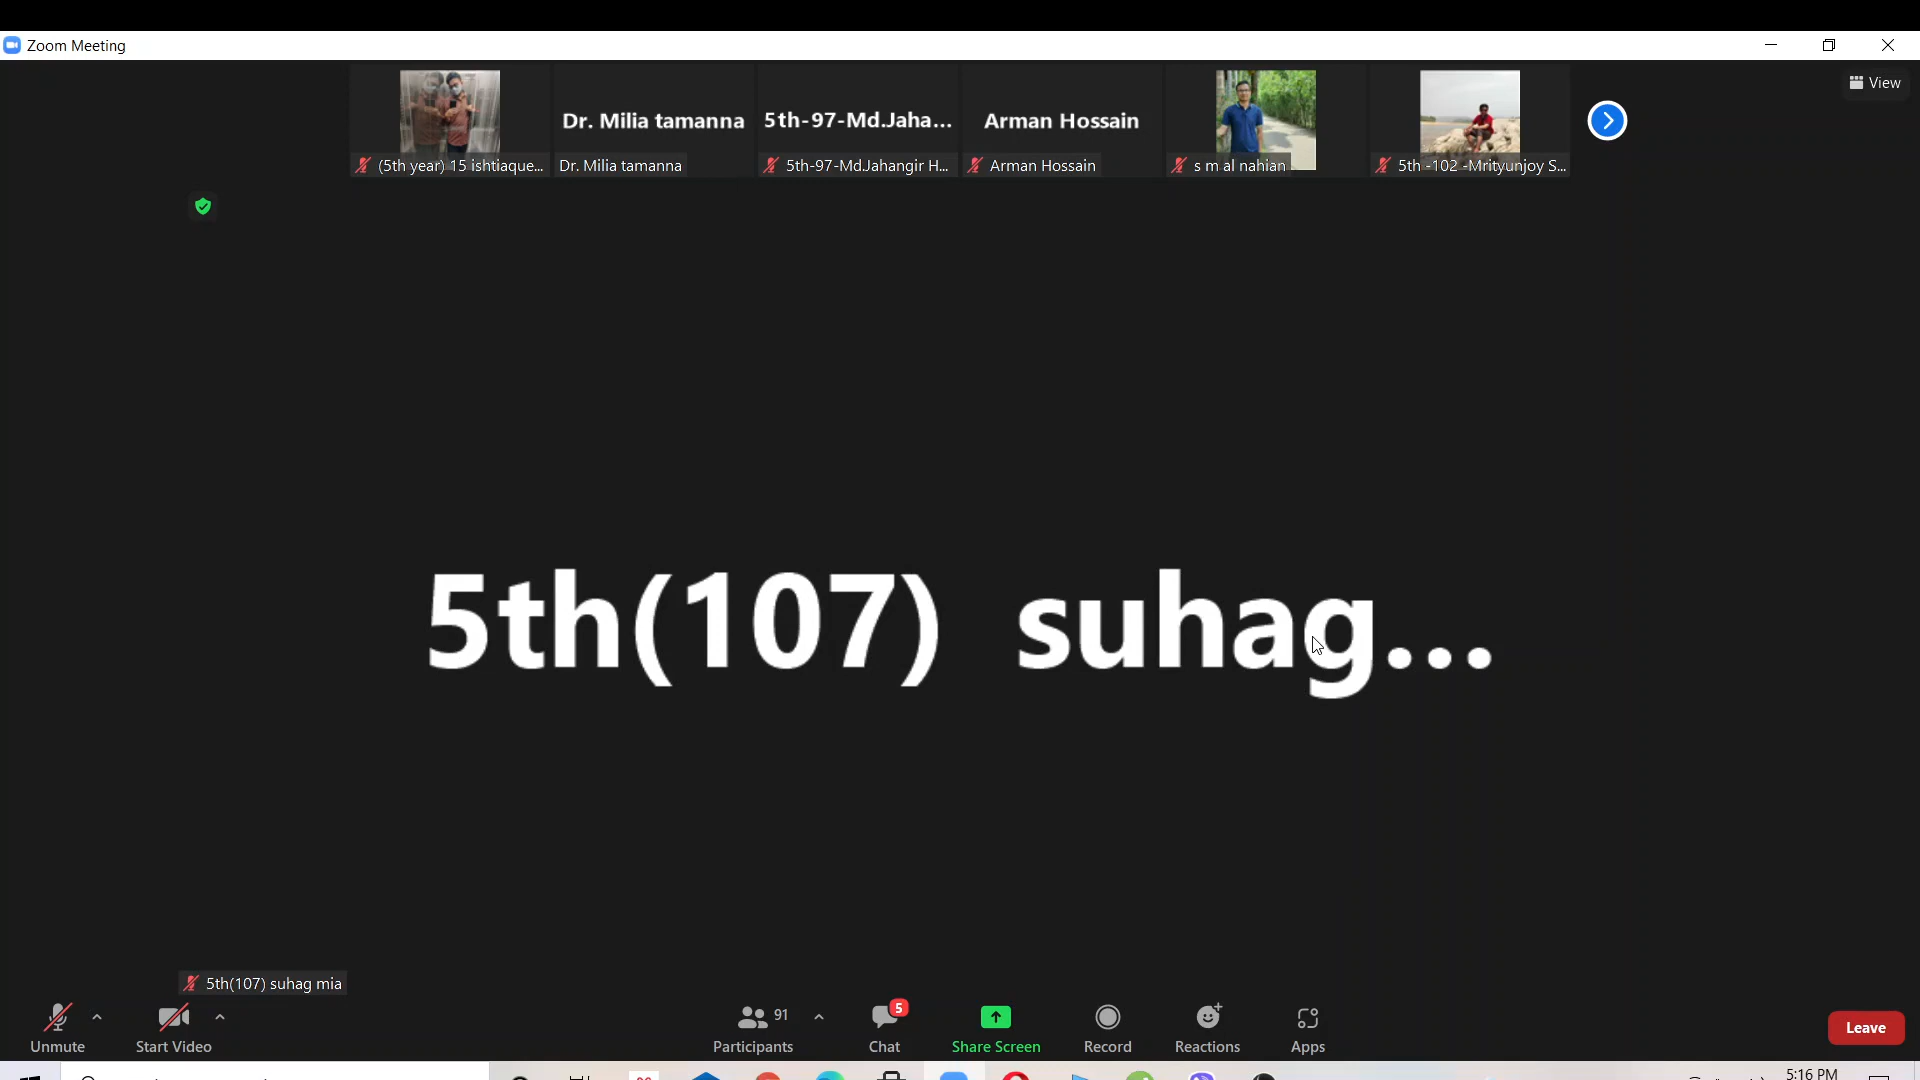 Zoom Meeting
View
Dr. Milia tamanna
5th-97-Md.Jaha...
Arman Hossain
(5th year) 15 ishtiaque...
Dr. Milia tamanna
5th-97-Md.Jahangir H...
Arman Hossain
s m al nahian
5th -102 -Mrityunjoy S...
5th(107) suhag...
5th(107) suhag mia
91
5
Unmute
Start Video
Participants
Chat
Share Screen
Record
Reactions
Apps
Leave
5:16 PM